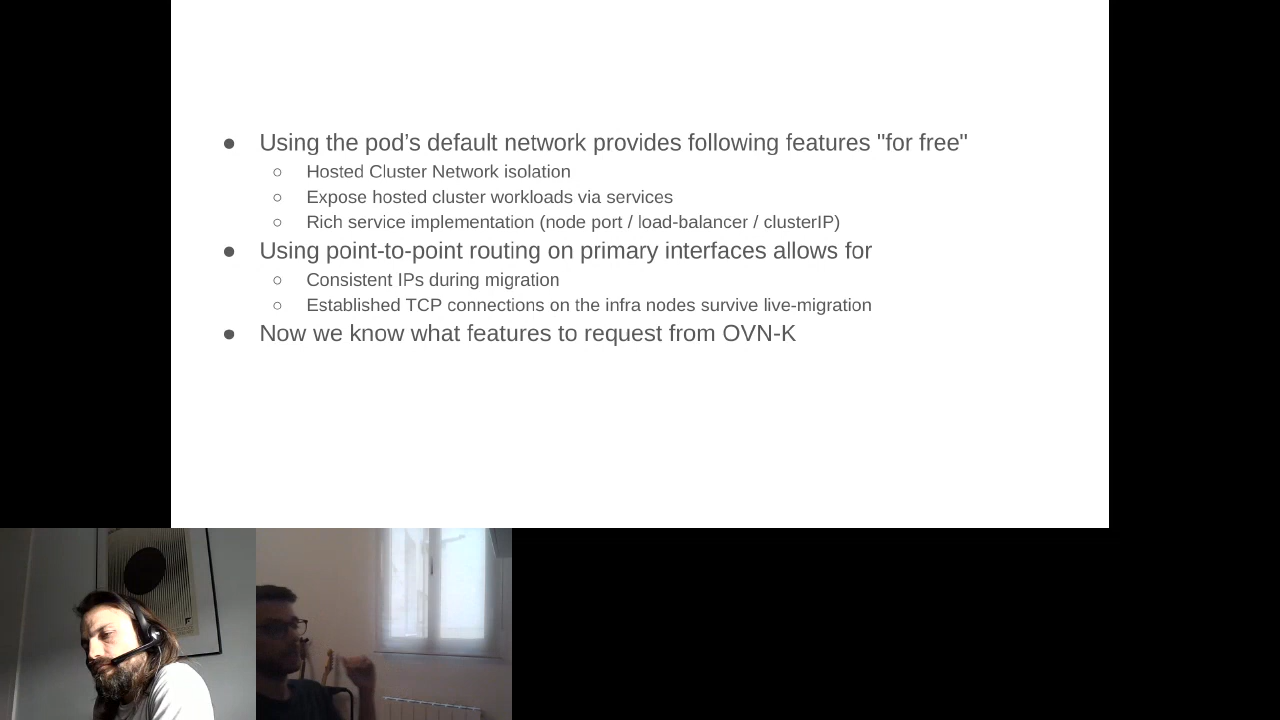 ● Using the pod’s default network provides following features "for free"
○ Hosted Cluster Network isolation
○ Expose hosted cluster workloads via services
○ Rich service implementation (node port / load-balancer / clusterIP)
● Using point-to-point routing on primary interfaces allows for
○ Consistent IPs during migration
○ Established TCP connections on the infra nodes survive live-migration
● Now we know what features to request from OVN-K